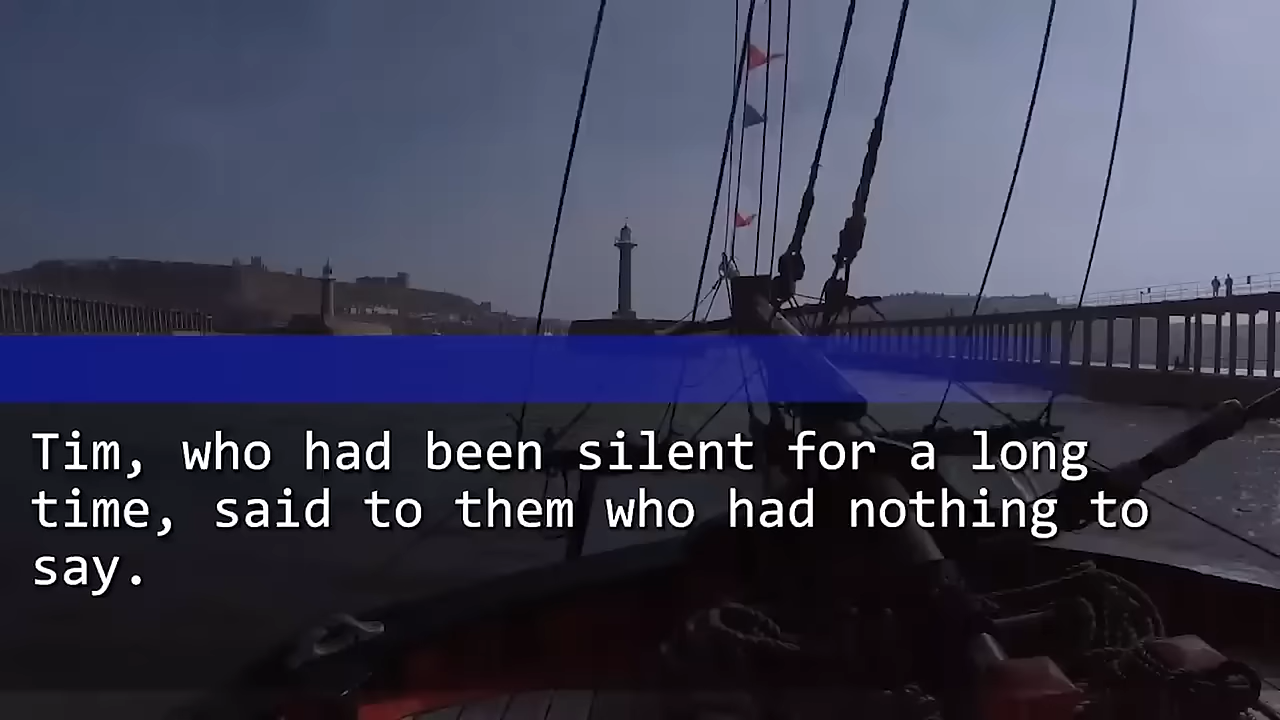 Tim, who had been silent for a long
time, said to them who had nothing to
say.